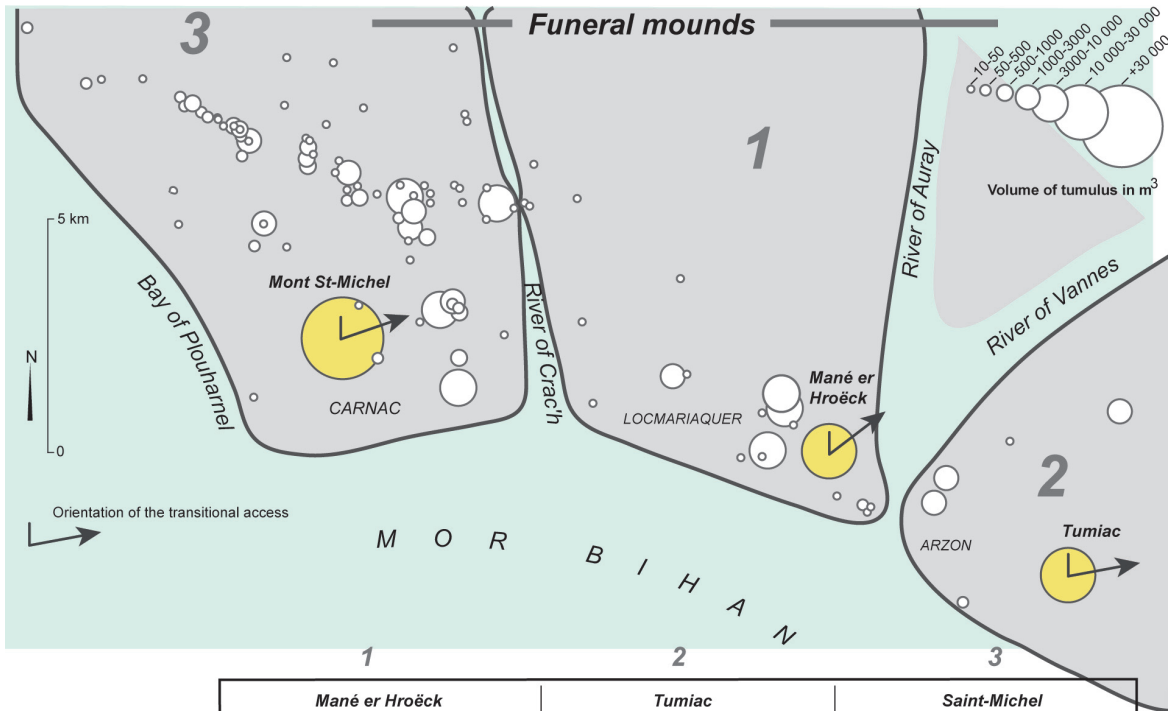 Funeral mounds
3
1
2
10-50
50-500
500-1000
1000-3000
3000-10 000
10 000-30 000
+30 000
Volume of tumulus in m³
River of Auray
River of Vannes
River of Crac'h
Bay of Plouharnel
5 km
N
0
Mont St-Michel
CARNAC
LOCMARIAQUER
Mané er
Hroëck
ARZON
Tumiac
Orientation of the transitional access
MOR BIHAN
1 2 3
Mané er Hroëck Tumiac Saint-Michel